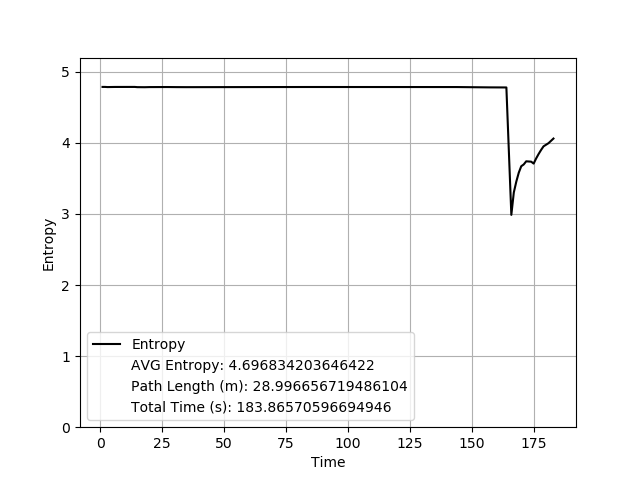 5
4
3
2
1
0
Entropy
Entropy
AVG Entropy: 4.696834203646422
Path Length (m): 28.996656719486104
Total Time (s): 183.86570596694946
0 25 50 75 100 125 150 175
Time